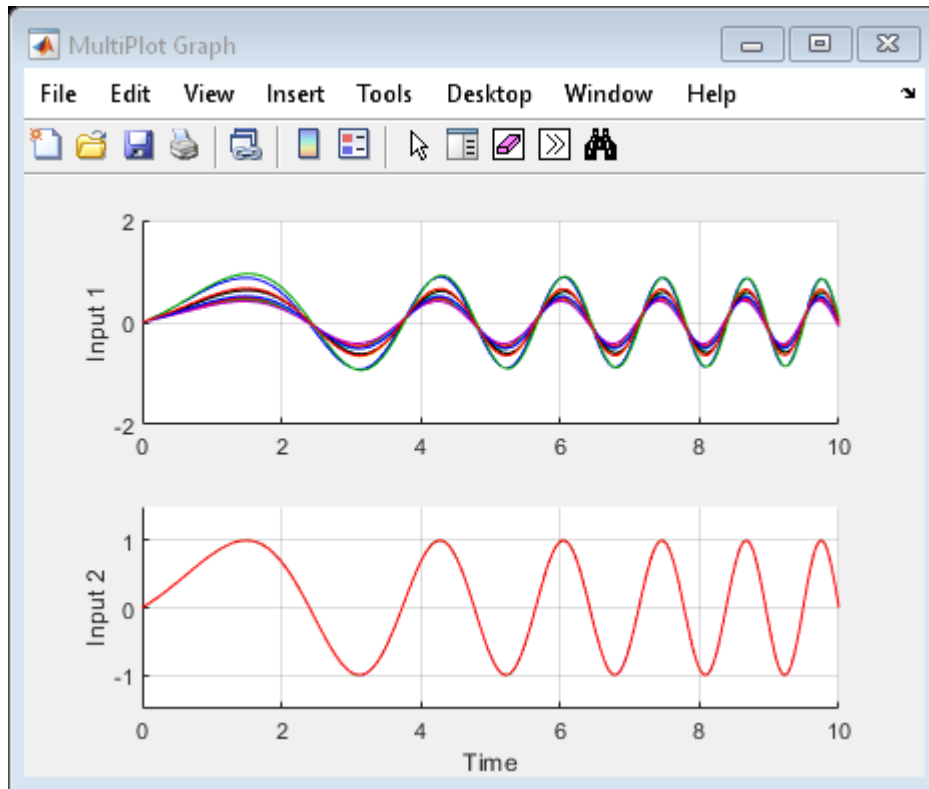 MultiPlot Graph
File Edit View Insert Tools Desktop Window Help
2
0
-2
Input 1
0 2 4 6 8 10
1
0
-1
Input 2
0 2 4 6 8 10
Time